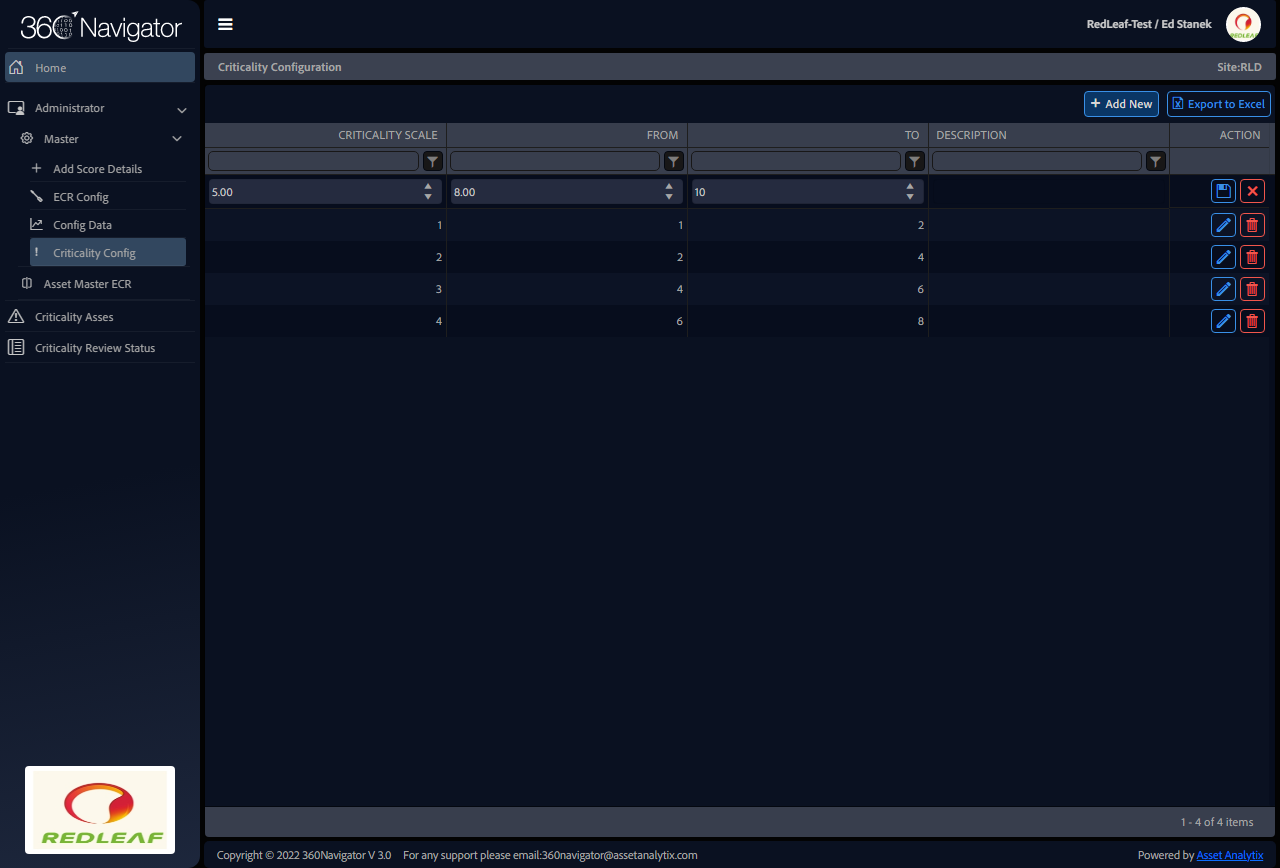 360 Navigator
RedLeaf-Test / Ed Stanek
REDLEAF
Home
Criticality Configuration
Site:RLD
Administrator
Add New
Export to Excel
Master
CRITICALITY SCALE FROM TO DESCRIPTION ACTION
Add Score Details
ECR Config
5.00 8.00 10
Config Data
1 1 2
Criticality Config
2 2 4
Asset Master ECR
3 4 6
Criticality Asses
4 6 8
Criticality Review Status
REDLEAF
1 - 4 of 4 items
Copyright © 2022 360Navigator V 3.0 For any support please email:360navigator@assetanalytix.com
Powered by Asset Analytix